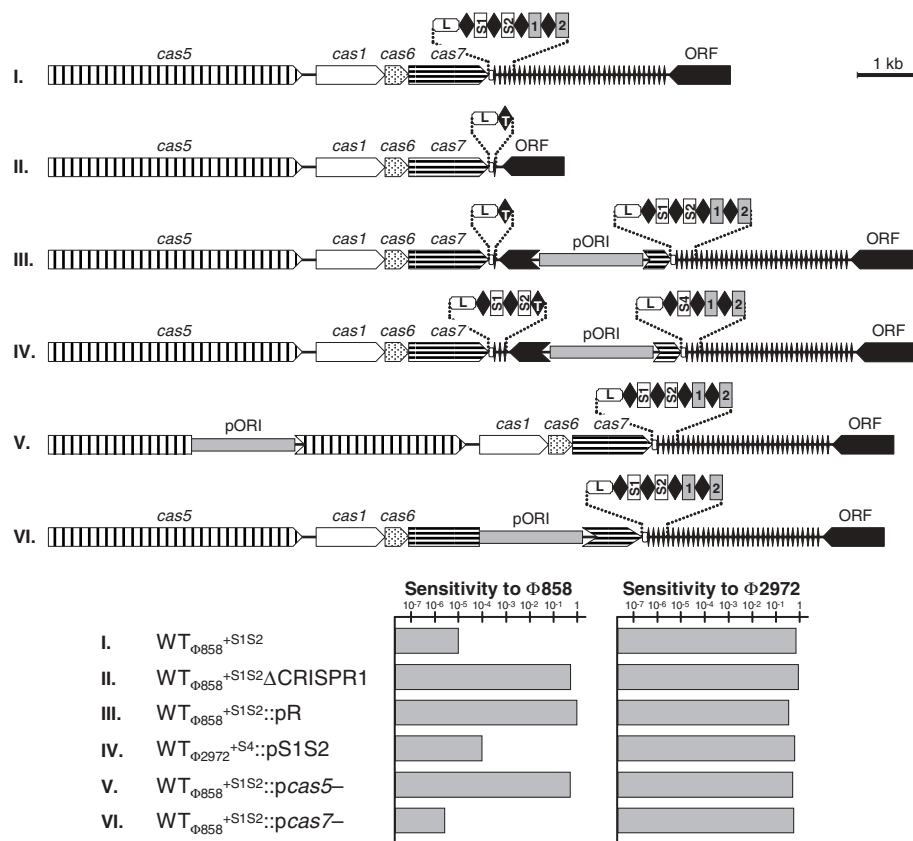 L S1 S2 1 2
cas5 cas1 cas6 cas7 ORF
I.
1 kb
L T
cas5 cas1 cas6 cas7 ORF
II.
L T L S1 S2 1 2
cas5 cas1 cas6 cas7 pORI ORF
III.
L S1 S2 T L S4 1 2
cas5 cas1 cas6 cas7 pORI ORF
IV.
L S1 S2 1 2
cas5 pORI cas1 cas6 cas7 ORF
V.
L S1 S2 1 2
cas5 cas1 cas6 pORI ORF
VI.
Sensitivity to Φ858 Sensitivity to Φ2972
10⁻⁷ 10⁻⁶ 10⁻⁵ 10⁻⁴ 10⁻³ 10⁻² 10⁻¹ 1 10⁻⁷ 10⁻⁶ 10⁻⁵ 10⁻⁴ 10⁻³ 10⁻² 10⁻¹ 1
I. WTΦ858+S1S2
II. WTΦ858+S1S2ΔCRISPR1
III. WTΦ858+S1S2::pR
IV. WTΦ2972+S4::pS1S2
V. WTΦ858+S1S2::pcas5–
VI. WTΦ858+S1S2::pcas7–